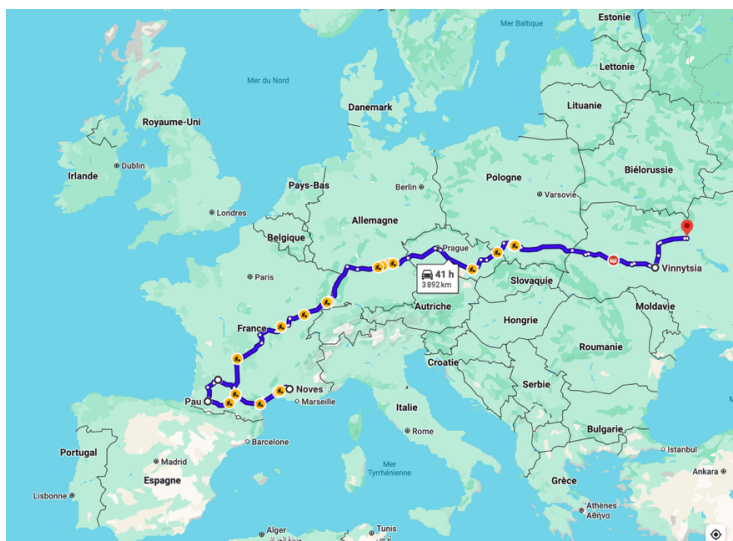 Estonie
Mer Baltique
Lettonie
Mer du Nord
Danemark
Lituanie
Royaume-Uni
Biélorussie
Dublin
Irlande
Pays-Bas
Berlin
Pologne
Varsovie
Londres
Allemagne
Belgique
Prague
Vinnytsia
41 h
3 892 km
Paris
Slovaquie
Autriche
Moldavie
France
Hongrie
Roumanie
Croatie
Noves
Pau
Marseille
Serbie
Italie
Bulgarie
Barcelone
Rome
Istanbul
Portugal
Madrid
Mer
Tyrrhénienne
Ankara
Espagne
Grèce
Lisbonne
Athènes
Αθήνα
Alger
Tunis